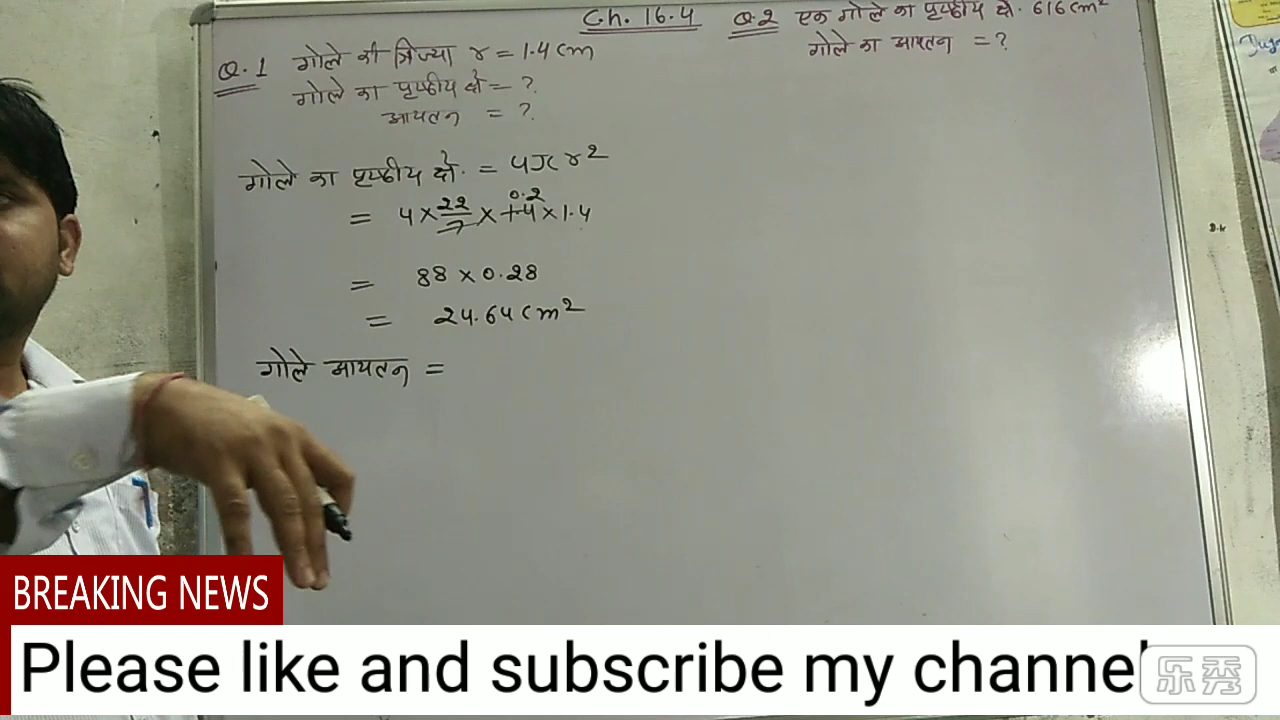 Ch. 16.4
Q.1 गोले की त्रिज्या r = 1.4 cm
गोले का पृष्ठीय क्षे = ?
आयतन = ?
गोले का पृष्ठीय क्षे. = 4πr²
= 4 × 22/7 × 1.4 × 1.4
0.2
= 88 × 0.28
= 24.64 cm²
गोले आयतन =
Q.2 एक गोले का पृष्ठीय क्षे. 616 cm²
गोले का आयतन = ?
BREAKING NEWS
Please like and subscribe my channel
乐秀